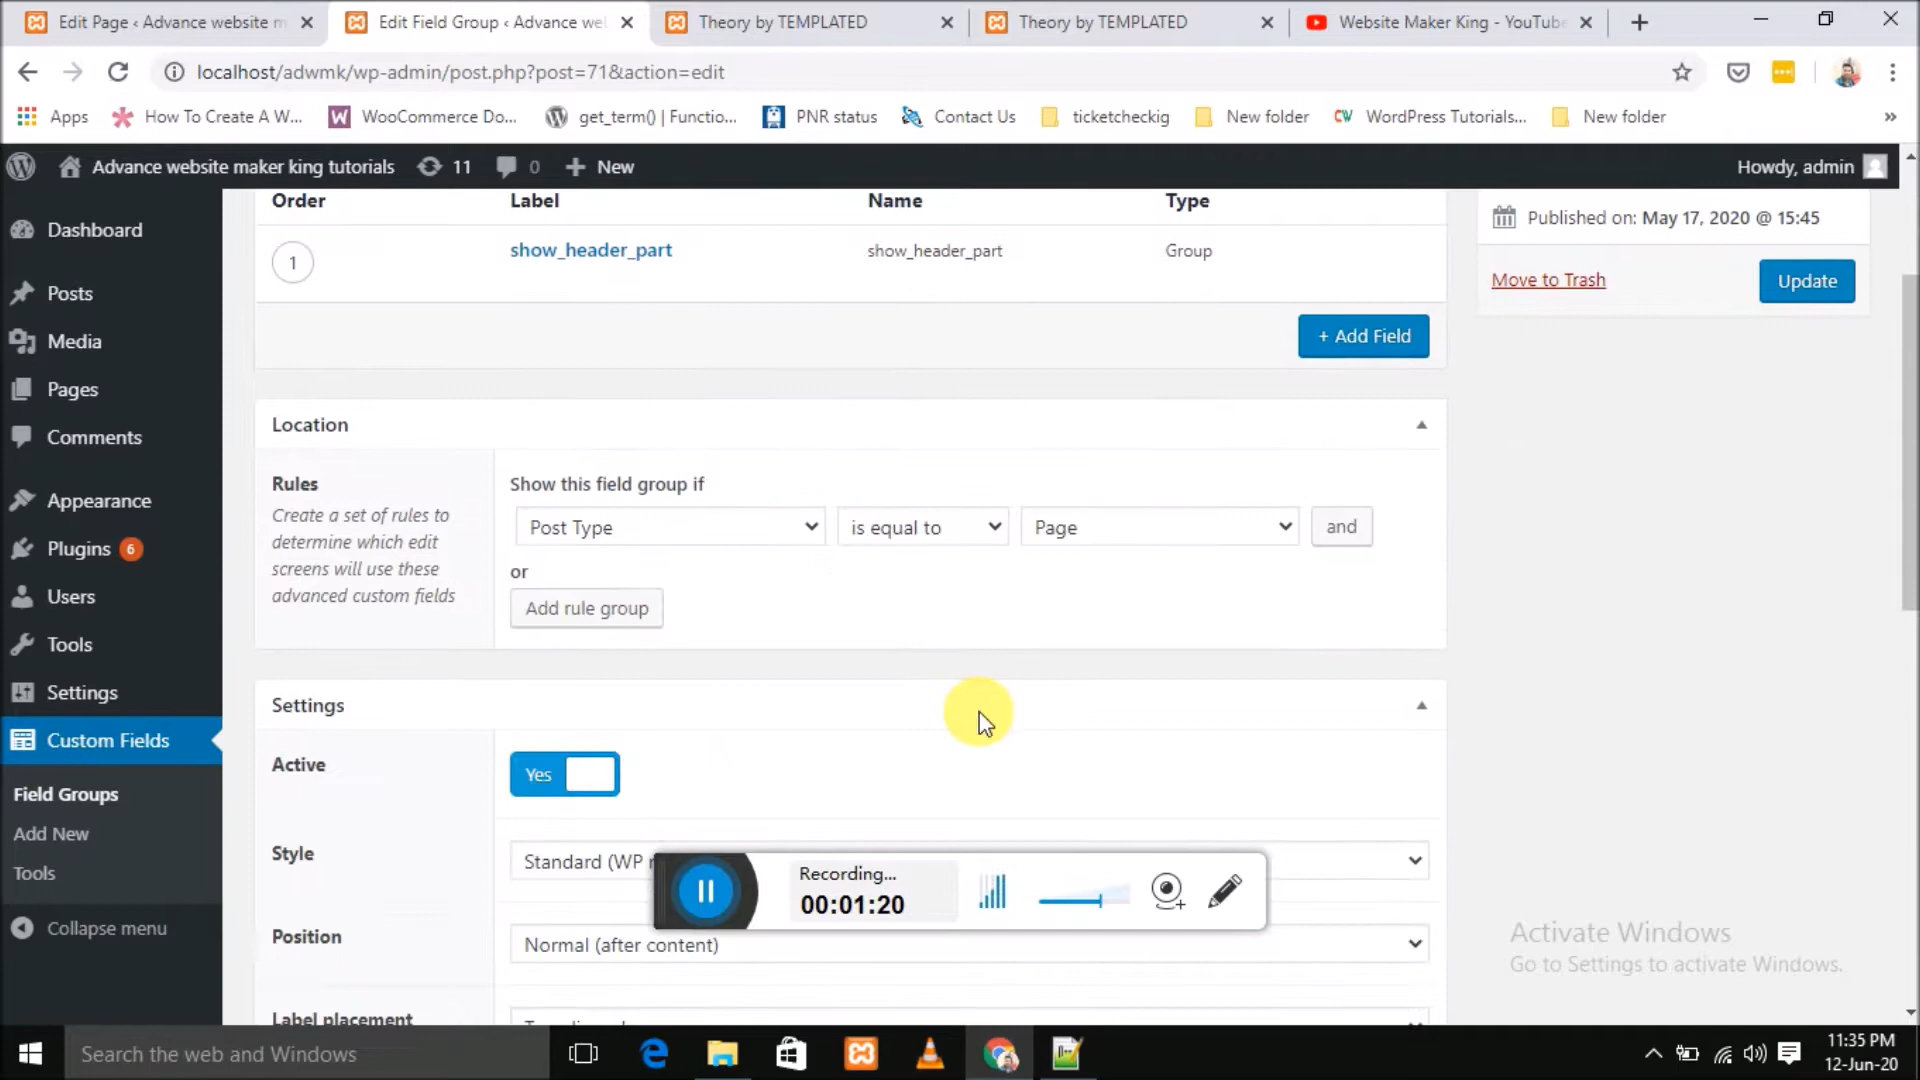 Edit Page ‹ Advance website m
Edit Field Group ‹ Advance we
Theory by TEMPLATED
Theory by TEMPLATED
Website Maker King - YouTube
localhost/adwmk/wp-admin/post.php?post=71&action=edit
Apps
How To Create A W...
WooCommerce Do...
get_term() | Functio...
PNR status
Contact Us
ticketcheckig
New folder
WordPress Tutorials...
New folder
»
Advance website maker king tutorials
11
0
New
Howdy, admin
Dashboard
Posts
Media
Pages
Comments
Appearance
Plugins 6
Users
Tools
Settings
Custom Fields
Field Groups
Add New
Tools
Collapse menu
Order Label Name Type
1 show_header_part show_header_part Group
+ Add Field
Published on: May 17, 2020 @ 15:45
Move to Trash
Update
Location
Rules
Create a set of rules to
determine which edit
screens will use these
advanced custom fields
Show this field group if
Post Type
is equal to
Page
and
or
Add rule group
Settings
Active
Yes
Style
Standard (WP
Recording...
00:01:20
Position
Normal (after content)
Label placement
Activate Windows
Go to Settings to activate Windows.
Search the web and Windows
11:35 PM
12-Jun-20